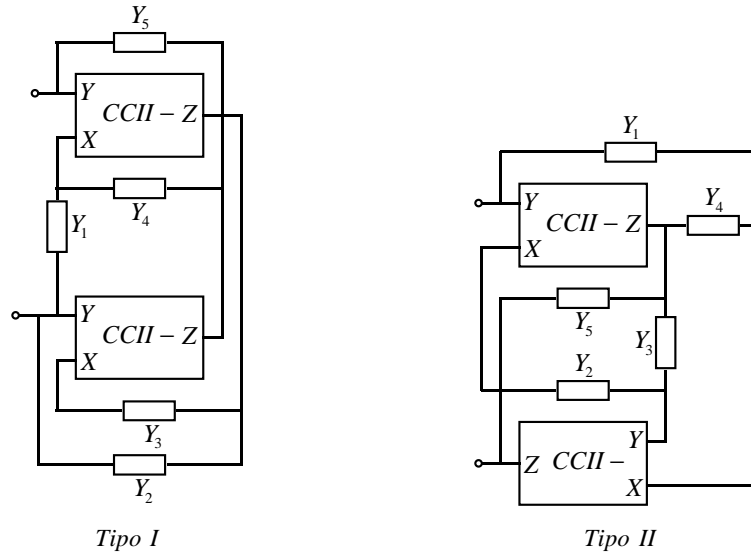 Y5
Y
CCII – Z
X
Y4
Y1
Y
CCII – Z
X
Y3
Y2
Tipo I
Y1
Y
CCII – Z
X
Y4
Y5
Y3
Y2
Y
Z CCII –
X
Tipo II